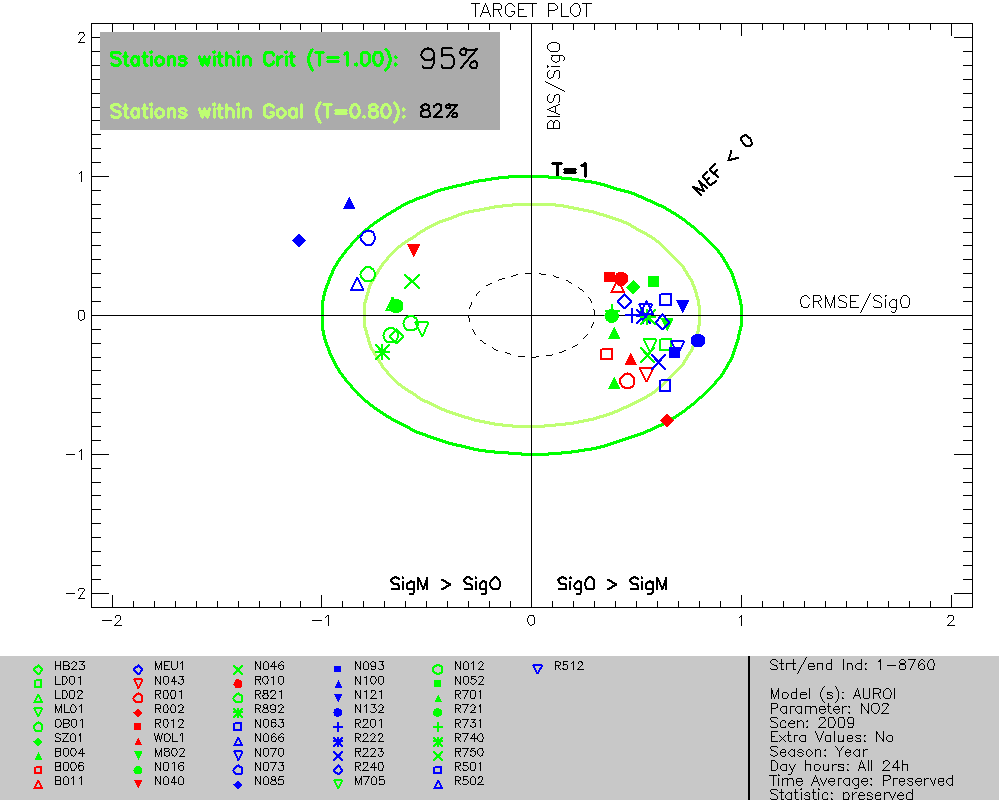 TARGET PLOT
Stations within Crit (T=1.00): 95%
Stations within Goal (T=0.80): 82%
BIAS/SigO
T=1
MEF < 0
CRMSE/SigO
SigM > SigO
SigO > SigM
2
1
0
-1
-2
-2
-1
0
1
2
HB23 MEU1 N046 N093 N012 R512
LD01 N043 R010 N100 N052
LD02 R001 R821 N121 R701
ML01 R002 R892 N132 R721
OB01 R012 N063 R201 R731
SZ01 WOL1 N066 R222 R740
B004 M802 N070 R223 R750
B006 N016 N073 R240 R501
B011 N040 N085 M705 R502
Strt/end Ind: 1-8760
Model (s): AUROI
Parameter: NO2
Scen: 2009
Extra Values: No
Season: Year
Day hours: All 24h
Time Average: Preserved
Statistic: preserved